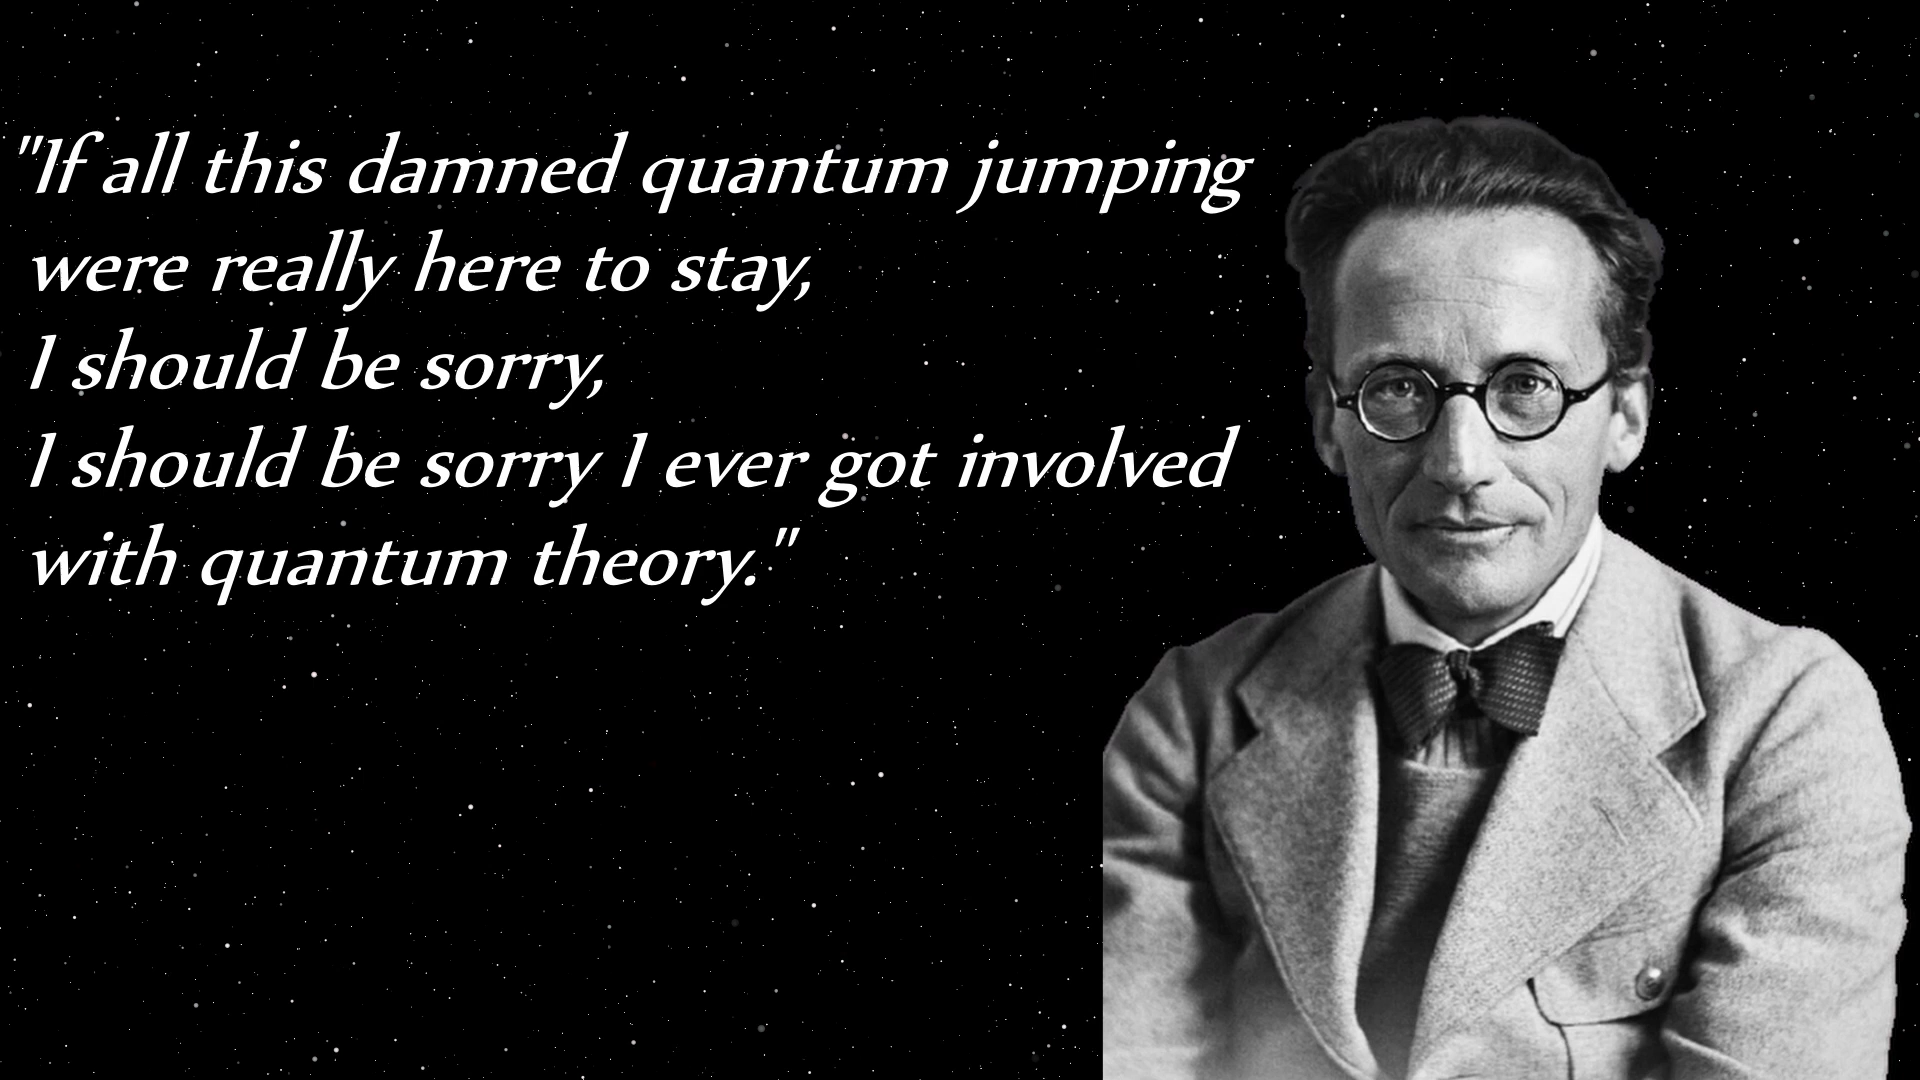 "If all this damned quantum jumping
were really here to stay,
I should be sorry,
I should be sorry I ever got involved
with quantum theory."